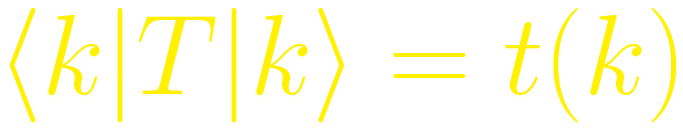 ⟨k|T|k⟩ = t(k)